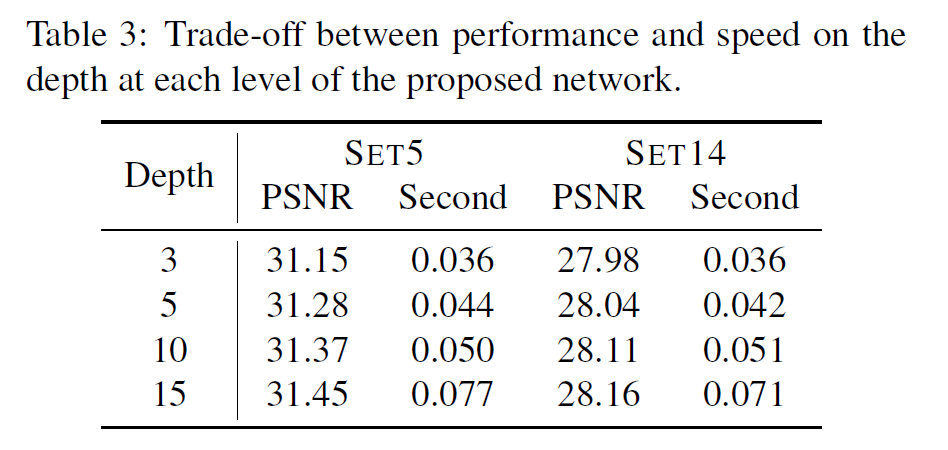 Table 3: Trade-off between performance and speed on the
depth at each level of the proposed network.
Depth SET5 SET14
PSNR Second PSNR Second
3 31.15 0.036 27.98 0.036
5 31.28 0.044 28.04 0.042
10 31.37 0.050 28.11 0.051
15 31.45 0.077 28.16 0.071